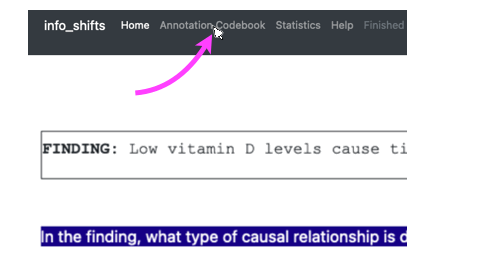 info_shifts Home Annotation Codebook Statistics Help Finished
FINDING: Low vitamin D levels cause ti
In the finding, what type of causal relationship is d